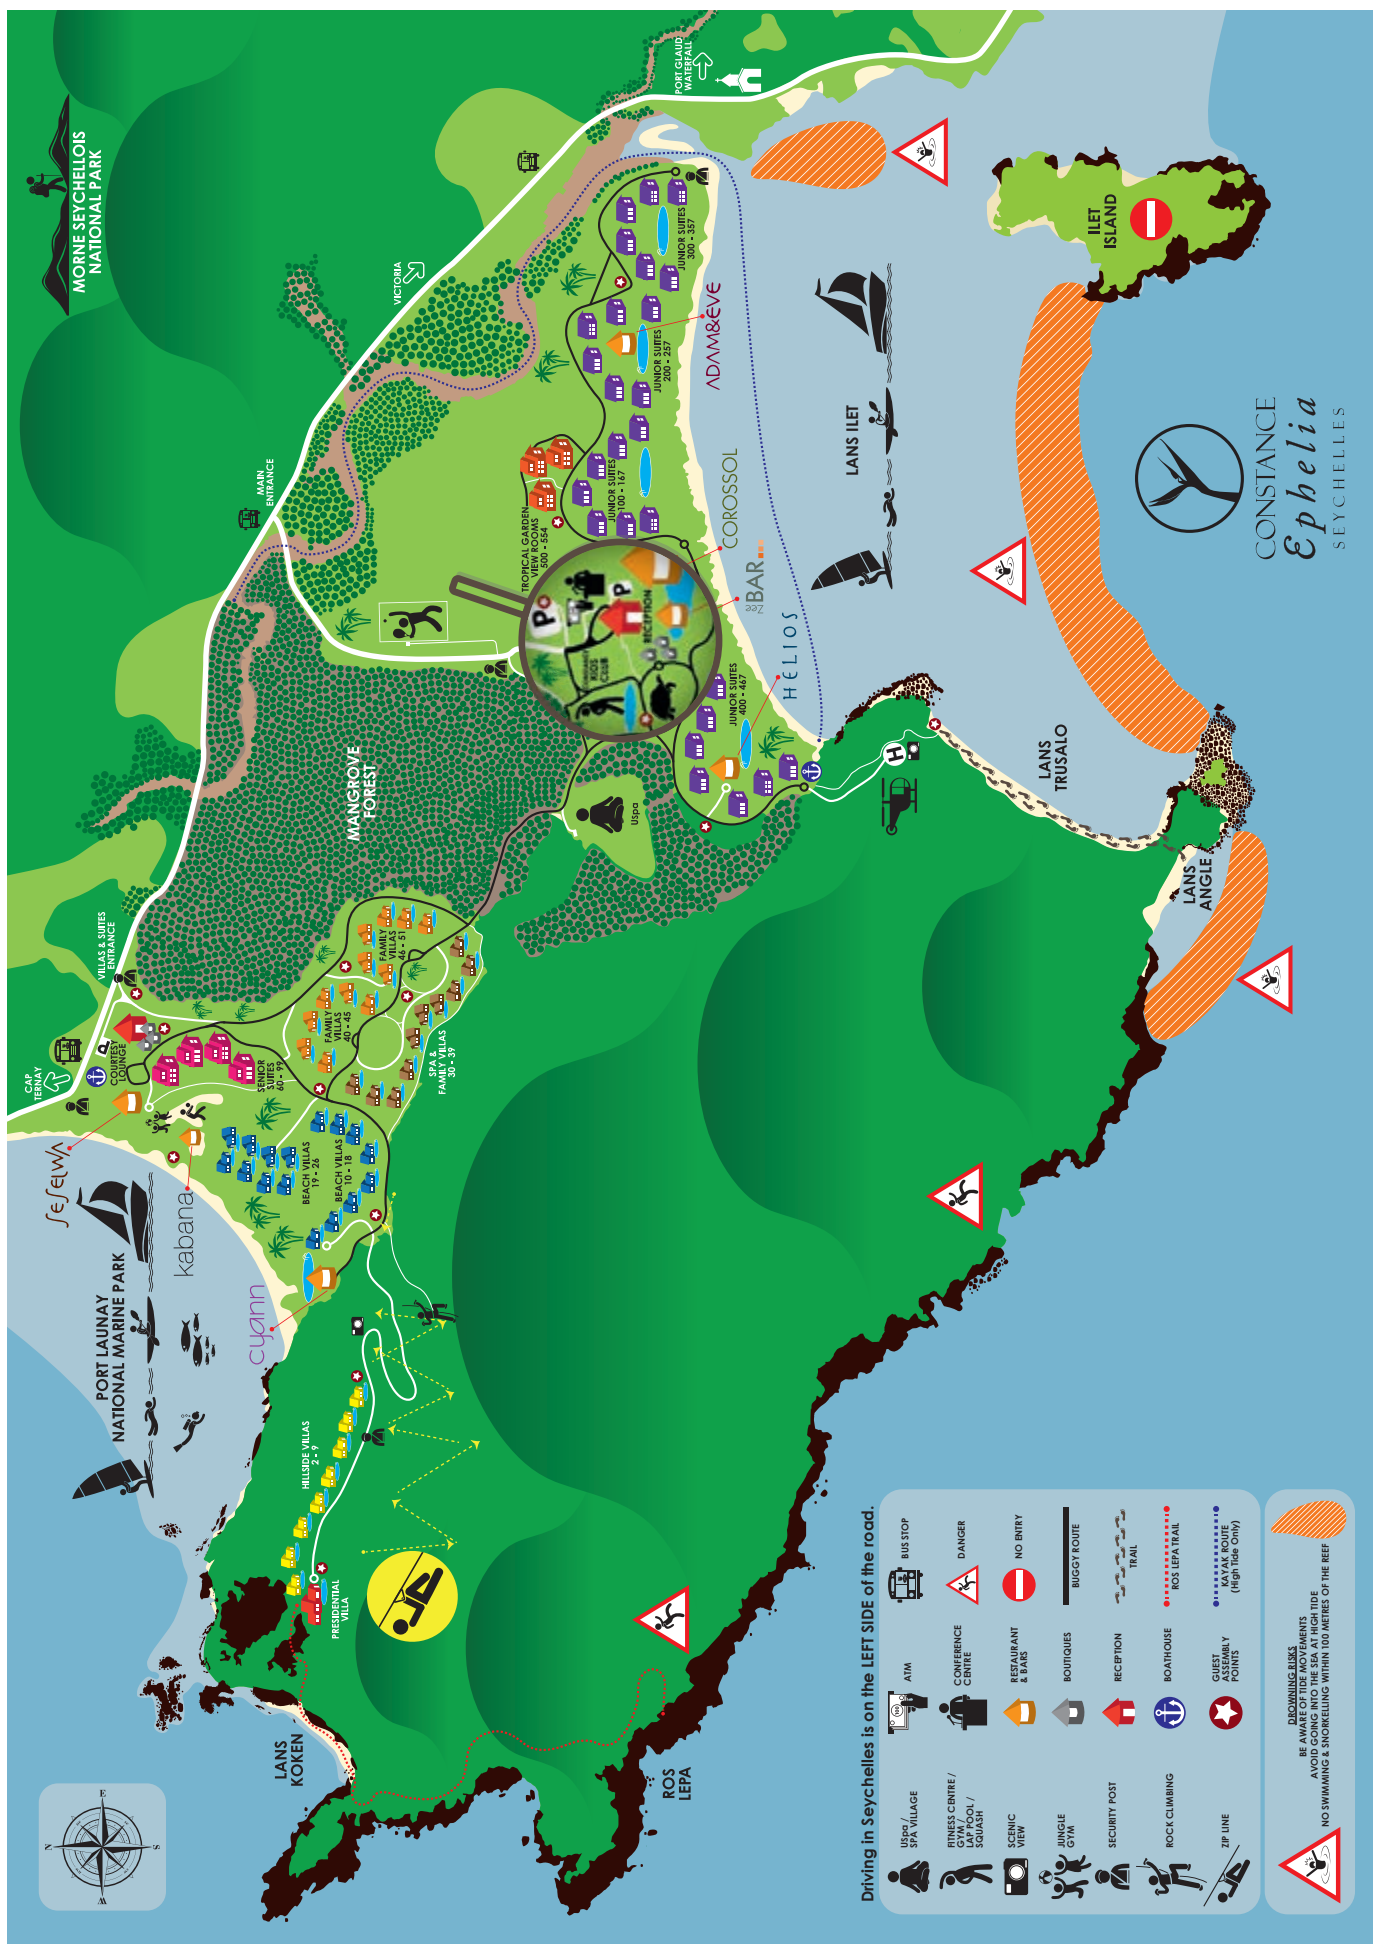 MORNE SEYCHELLOIS
NATIONAL PARK
PORT GLAUD
WATERFALL
VICTORIA
MAIN
ENTRANCE
VILLAS & SUITES
ENTRANCE
CAP
TERNAY
COURTESY
LOUNGE
P
SENIOR
SUITES
60 - 99
MANGROVE
FOREST
FAMILY
VILLAS
46 - 51
FAMILY
VILLAS
40 - 45
SPA &
FAMILY VILLAS
30 - 39
BEACH VILLAS
19 - 26
BEACH VILLAS
10 - 18
SeSelWA
kabana
cyann
PORT LAUNAY
NATIONAL MARINE PARK
HILLSIDE VILLAS
2 - 9
PRESIDENTIAL
VILLA
LANS
KOKEN
ROS
LEPA
N
E
S
W
TROPICAL GARDEN
VIEW ROOMS
500 - 554
JUNIOR SUITES
300 - 357
JUNIOR SUITES
200 - 257
JUNIOR SUITES
100 - 167
JUNIOR SUITES
400 - 467
P
P
RECEPTION
KIDS
CLUB
Uspa
ADAM&EVE
COROSSOL
Zee
BAR
HELIOS
H
LANS ILET
ILET
ISLAND
LANS
TRUSALO
LANS
ANGLE
CONSTANCE
Ephelia
SEYCHELLES
Driving in Seychelles is on the LEFT SIDE of the road.
USpa /
SPA VILLAGE
FITNESS CENTRE /
GYM /
LAP POOL /
SQUASH
SCENIC
VIEW
JUNGLE
GYM
SECURITY POST
ROCK CLIMBING
ZIP LINE
ATM
CONFERENCE
CENTRE
RESTAURANT
& BARS
BOUTIQUES
RECEPTION
BOATHOUSE
GUEST
ASSEMBLY
POINTS
BUS STOP
DANGER
NO ENTRY
BUGGY ROUTE
TRAIL
ROS LEPA TRAIL
KAYAK ROUTE
(High Tide Only)
DROWNING RISKS
BE AWARE OF TIDE MOVEMENTS
AVOID GOING INTO THE SEA AT HIGH TIDE
NO SWIMMING & SNORKELLING WITHIN 100 METRES OF THE REEF